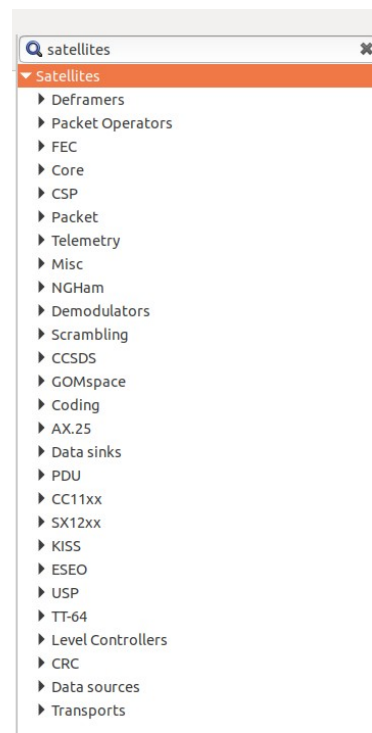 satellites
Satellites
Deframers
Packet Operators
FEC
Core
CSP
Packet
Telemetry
Misc
NGHam
Demodulators
Scrambling
CCSDS
GOMspace
Coding
AX.25
Data sinks
PDU
CC11xx
SX12xx
KISS
ESEO
USP
TT-64
Level Controllers
CRC
Data sources
Transports